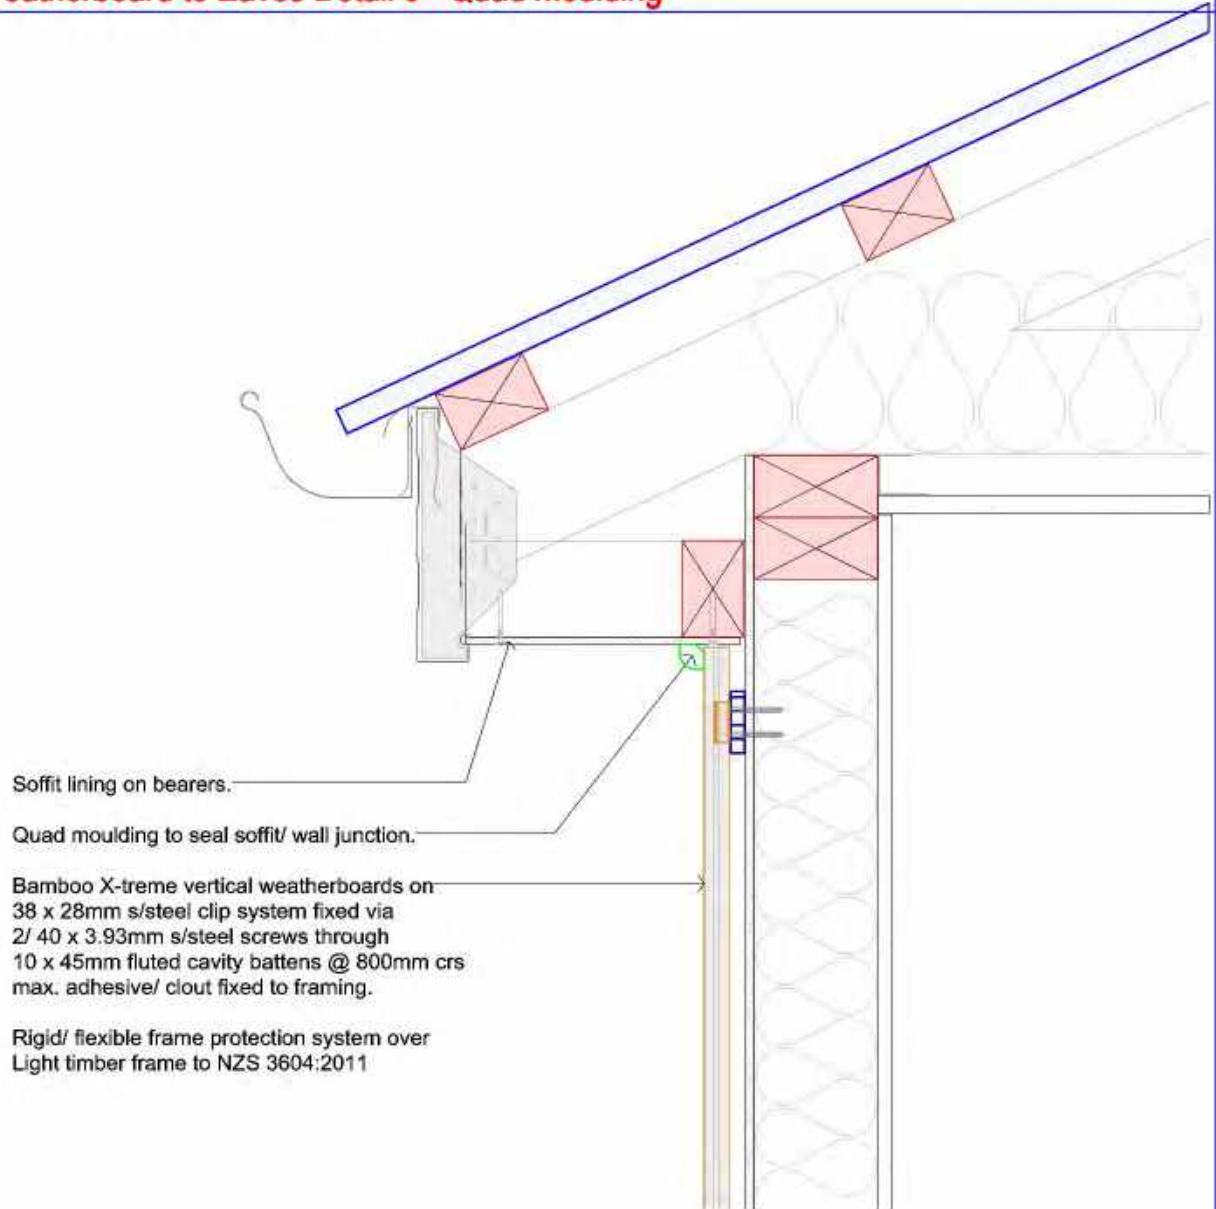 Soffit lining on bearers.
Quad moulding to seal soffit/ wall junction.
Bamboo X-treme vertical weatherboards on
38 x 28mm s/steel clip system fixed via
2/ 40 x 3.93mm s/steel screws through
10 x 45mm fluted cavity battens @ 800mm crs
max. adhesive/ clout fixed to framing.
Rigid/ flexible frame protection system over
Light timber frame to NZS 3604:2011